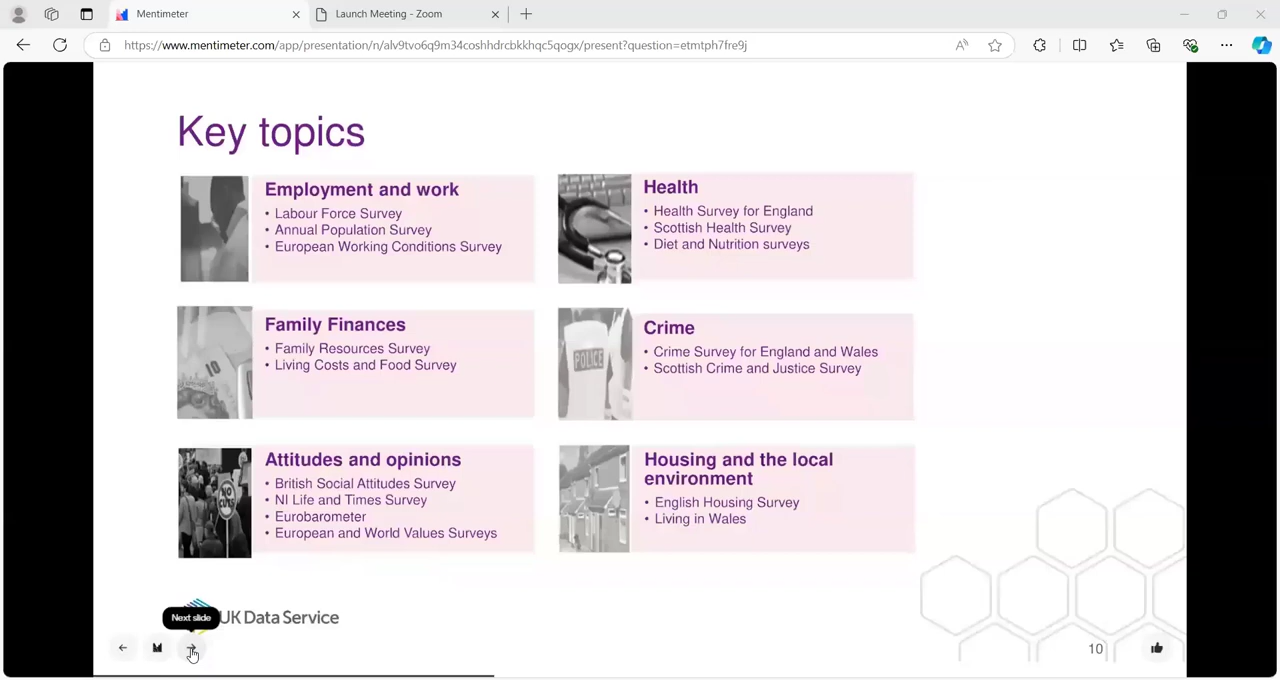 Mentimeter
Launch Meeting - Zoom
https://www.mentimeter.com/app/presentation/n/alv9tvo6q9m34coshhdrcbkkhqc5qogx/present?question=etmtph7fre9j
Key topics
Employment and work
• Labour Force Survey
• Annual Population Survey
• European Working Conditions Survey
Health
• Health Survey for England
• Scottish Health Survey
• Diet and Nutrition surveys
Family Finances
• Family Resources Survey
• Living Costs and Food Survey
10
Crime
• Crime Survey for England and Wales
• Scottish Crime and Justice Survey
POLICE
Attitudes and opinions
• British Social Attitudes Survey
• NI Life and Times Survey
• Eurobarometer
• European and World Values Surveys
NO
CUTS
Housing and the local
environment
• English Housing Survey
• Living in Wales
Next slide
UK Data Service
10